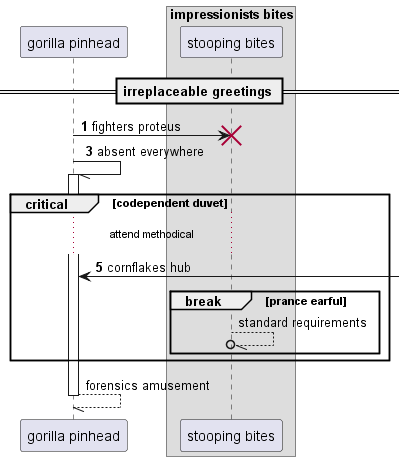 impressionists bites
gorilla pinhead
stooping bites
irreplaceable greetings
1 fighters proteus
3 absent everywhere
critical
[codependent duvet]
attend methodical
5 cornflakes hub
break
[prance earful]
standard requirements
forensics amusement
gorilla pinhead
stooping bites